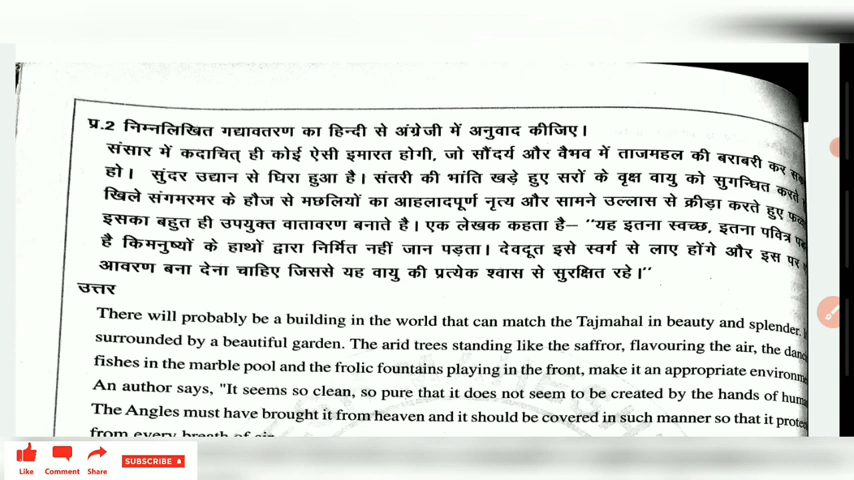 प्र.2 निम्नलिखित गद्यावतरण का हिन्दी से अंग्रेजी में अनुवाद कीजिए।
संसार में कदाचित् ही कोई ऐसी इमारत होगी, जो सौंदर्य और वैभव में ताजमहल की बराबरी कर
हो। सुंदर उद्यान से घिरा हुआ है। संतरी की भांति खड़े हुए सरों के वृक्ष वायु को सुगन्धित करते
खिले संगमरमर के हौज से मछलियों का आहलादपूर्ण नृत्य और सामने उल्लास से क्रीड़ा करते हुए
इसका बहुत ही उपयुक्त वातावरण बनाते है। एक लेखक कहता है– "यह इतना स्वच्छ, इतना पवित्र
है किमनुष्यों के हाथों द्वारा निर्मित नहीं जान पड़ता। देवदूत इसे स्वर्ग से लाए होंगे और इस पर
आवरण बना देना चाहिए जिससे यह वायु की प्रत्येक श्वास से सुरक्षित रहे।"
उत्तर
There will probably be a building in the world that can match the Tajmahal in beauty and splender.
surrounded by a beautiful garden. The arid trees standing like the saffror, flavouring the air, the
fishes in the marble pool and the frolic fountains playing in the front, make it an appropriate
An author says, "It seems so clean, so pure that it does not seem to be created by the hands of
The Angles must have brought it from heaven and it should be covered in such manner so that it
from every breath of air
Like Comment Share SUBSCRIBE